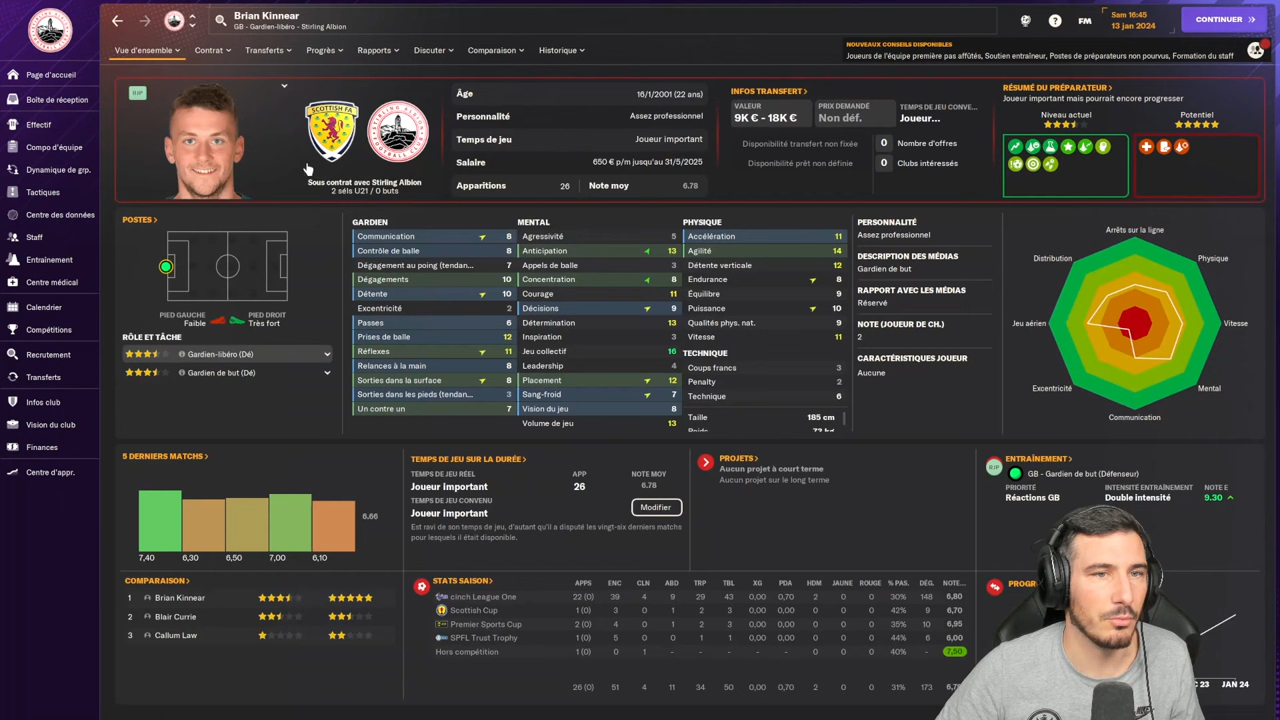 Brian Kinnear
GB - Gardien-libéro - Stirling Albion
FM
Sam 16:45
13 jan 2024
CONTINUER
Vue d'ensemble
Contrat
Transferts
Progrès
Rapports
Discuter
Comparaison
Historique
NOUVEAUX CONSEILS DISPONIBLES
Joueurs de l'équipe première pas affûtés, Soutien entraîneur, Postes de préparateurs non pourvus, Formation du staff
Page d'accueil
Boîte de réception
Effectif
Compo d'équipe
Dynamique de grp.
Tactiques
Centre des données
Staff
Entraînement
Centre médical
Calendrier
Compétitions
Recrutement
Transferts
Infos club
Vision du club
Finances
Centre d'appr.
RJP
SCOTTISH FA
Sous contrat avec Stirling Albion
2 séls U21 / 0 buts
Âge 16/1/2001 (22 ans)
Personnalité Assez professionnel
Temps de jeu Joueur important
Salaire 650 € p/m jusqu'au 31/5/2025
Apparitions 26 Note moy 6.78
INFOS TRANSFERT
VALEUR
9K € - 18K €
PRIX DEMANDÉ
Non déf.
TEMPS DE JEU CONVE...
Joueur...
Disponibilité transfert non fixée
0 Nombre d'offres
Disponibilité prêt non définie
0 Clubs intéressés
RÉSUMÉ DU PRÉPARATEUR
Joueur important mais pourrait encore progresser
Niveau actuel
Potentiel
POSTES
PIED GAUCHE
Faible
PIED DROIT
Très fort
RÔLE ET TÂCHE
Gardien-libéro (Dé)
Gardien de but (Dé)
GARDIEN
Communication 8
Contrôle de balle 8
Dégagement au poing (tendan... 7
Dégagements 10
Détente 10
Excentricité 2
Passes 6
Prises de balle 12
Réflexes 11
Relances à la main 8
Sorties dans la surface 8
Sorties dans les pieds (tendan... 3
Un contre un 7
MENTAL
Agressivité 5
Anticipation 13
Appels de balle 3
Concentration 8
Courage 11
Décisions 9
Détermination 13
Inspiration 3
Jeu collectif 16
Leadership 4
Placement 12
Sang-froid 7
Vision du jeu 8
Volume de jeu 13
PHYSIQUE
Accélération 11
Agilité 14
Détente verticale 12
Endurance 8
Équilibre 9
Puissance 10
Qualités phys. nat. 9
Vitesse 11
TECHNIQUE
Coups francs 3
Penalty 2
Technique 6
Taille 185 cm
Poids 73 kg
PERSONNALITÉ
Assez professionnel
DESCRIPTION DES MÉDIAS
Gardien de but
RAPPORT AVEC LES MÉDIAS
Réservé
NOTE (JOUEUR DE CH.)
2
CARACTÉRISTIQUES JOUEUR
Aucune
Arrêts sur la ligne
Physique
Vitesse
Mental
Communication
Excentricité
Jeu aérien
Distribution
5 DERNIERS MATCHS
6.66
7,40 6,30 6,50 7,00 6,10
COMPARAISON
1 Brian Kinnear
2 Blair Currie
3 Callum Law
TEMPS DE JEU SUR LA DURÉE
TEMPS DE JEU RÉEL
Joueur important
APP
26
NOTE MOY
6.78
TEMPS DE JEU CONVENU
Joueur important
Modifier
Est ravi de son temps de jeu, d'autant qu'il a disputé les vingt-six derniers matchs
pour lesquels il était disponible.
PROJETS
Aucun projet à court terme
Aucun projet sur le long terme
ENTRAÎNEMENT
RJP
GB - Gardien de but (Défenseur)
PRIORITÉ
Réactions GB
INTENSITÉ ENTRAÎNEMENT
Double intensité
NOTE E
9.30
STATS SAISON
APPS ENC CLN ABD TRP TBL XG PDA HDM JAUNE ROUGE % PAS. DÉG. NOTE...
cinch League One 22 (0) 39 4 9 29 43 0,00 0,70 2 0 0 30% 148 6,80
Scottish Cup 1 (0) 3 0 1 2 3 0,00 0,00 0 0 0 42% 9 6,70
Premier Sports Cup 2 (0) 4 0 1 2 3 0,00 0,00 0 0 0 35% 10 6,95
SPFL Trust Trophy 1 (0) 5 0 0 1 1 0,00 0,00 0 0 0 44% 6 6,00
Hors compétition 1 (0) 0 1 - - - - - 0 0 0 40% - 7,50
26 (0) 51 4 11 34 50 0,00 0,70 2 0 0 31% 173
PROGR
C 23
JAN 24